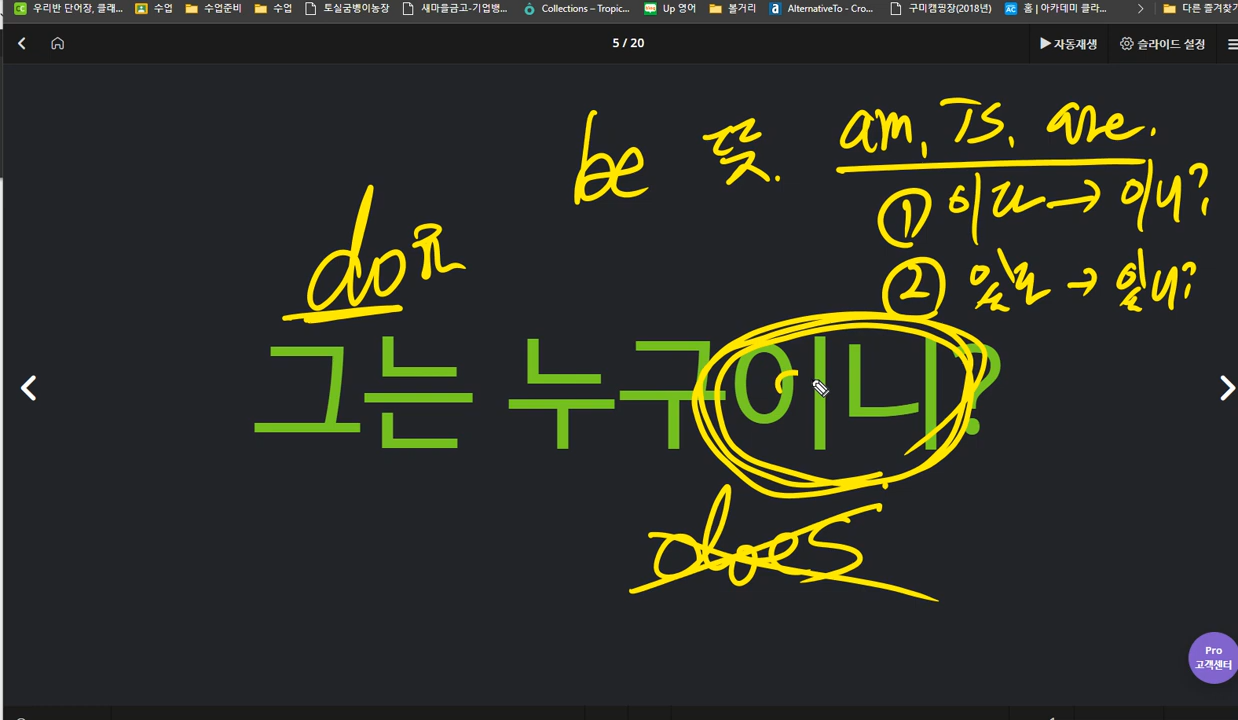 우리반 단어장, 클래... 수업 수업준비 수업 토실굼벵이농장 새마을금고-기업뱅... Collections – Tropic... Up 영어 볼거리 AlternativeTo - Cro... 구미캠핑장(2018년) 홈 | 아카데미 클라... 다른 즐겨찾기
5 / 20
자동재생 슬라이드 설정
be 뜻. am, is, are.
① 이다 → 이니?
② 있다 → 있니?
do
그는 누구이니?
does
Pro
고객센터